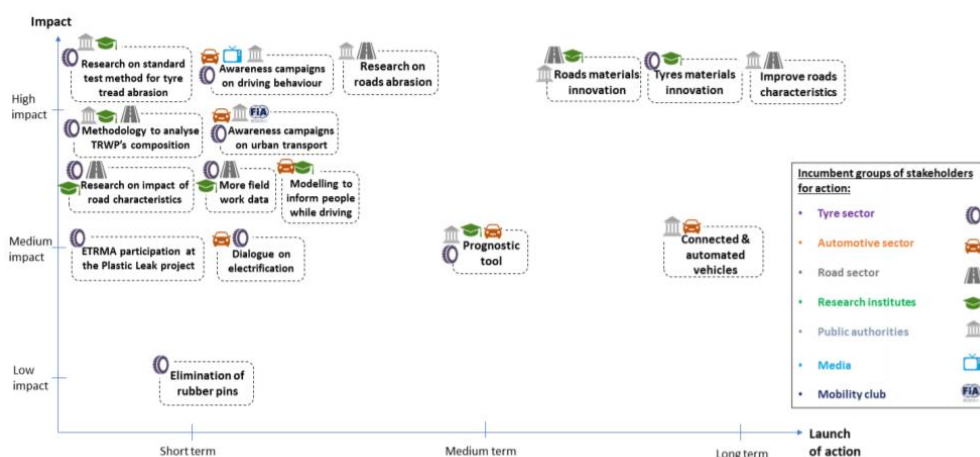 Impact
High
impact
Medium
impact
Low
impact
Research on standard
test method for tyre
tread abrasion
Awareness campaigns
on driving behaviour
Research on
roads abrasion
Roads materials
innovation
Tyres materials
innovation
Improve roads
characteristics
Methodology to analyse
TRWP's composition
FiA
Awareness campaigns
on urban transport
Research on impact of
road characteristics
More field
work data
Modelling to
inform people
while driving
ETRMA participation at
the Plastic Leak project
Dialogue on
electrification
Prognostic
tool
Connected &
automated
vehicles
Elimination of
rubber pins
Incumbent groups of stakeholders
for action:
• Tyre sector
• Automotive sector
• Road sector
• Research institutes
• Public authorities
• Media
• Mobility club
FiA
Short term
Medium term
Long term
Launch
of action